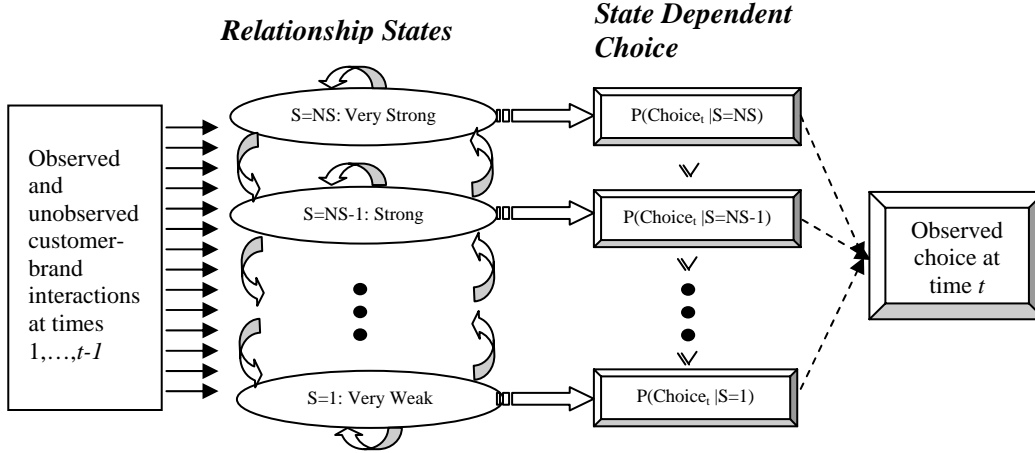 Relationship States
State Dependent
Choice
Observed
and
unobserved
customer-
brand
interactions
at times
1,…,t-1
S=NS: Very Strong
S=NS-1: Strong
S=1: Very Weak
P(Choiceₜ |S=NS)
P(Choiceₜ |S=NS-1)
P(Choiceₜ |S=1)
Observed
choice at
time t